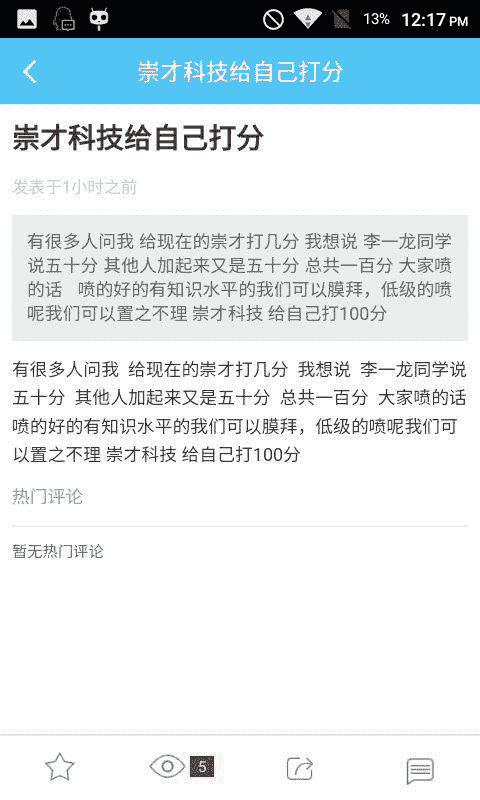 13% 12:17 PM
崇才科技给自己打分
崇才科技给自己打分
发表于1小时之前
有很多人问我 给现在的崇才打几分 我想说 李一龙同学
说五十分 其他人加起来又是五十分 总共一百分 大家喷
的话 喷的好的有知识水平的我们可以膜拜，低级的喷
呢我们可以置之不理 崇才科技 给自己打100分
有很多人问我 给现在的崇才打几分 我想说 李一龙同学说
五十分 其他人加起来又是五十分 总共一百分 大家喷的话
喷的好的有知识水平的我们可以膜拜，低级的喷呢我们可
以置之不理 崇才科技 给自己打100分
热门评论
暂无热门评论
5